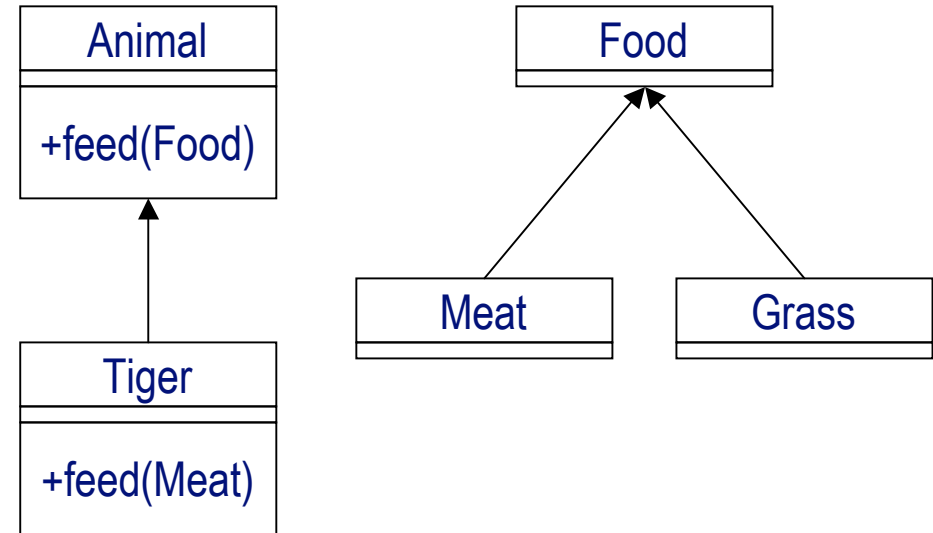 Animal
+feed(Food)
Tiger
+feed(Meat)
Food
Meat
Grass